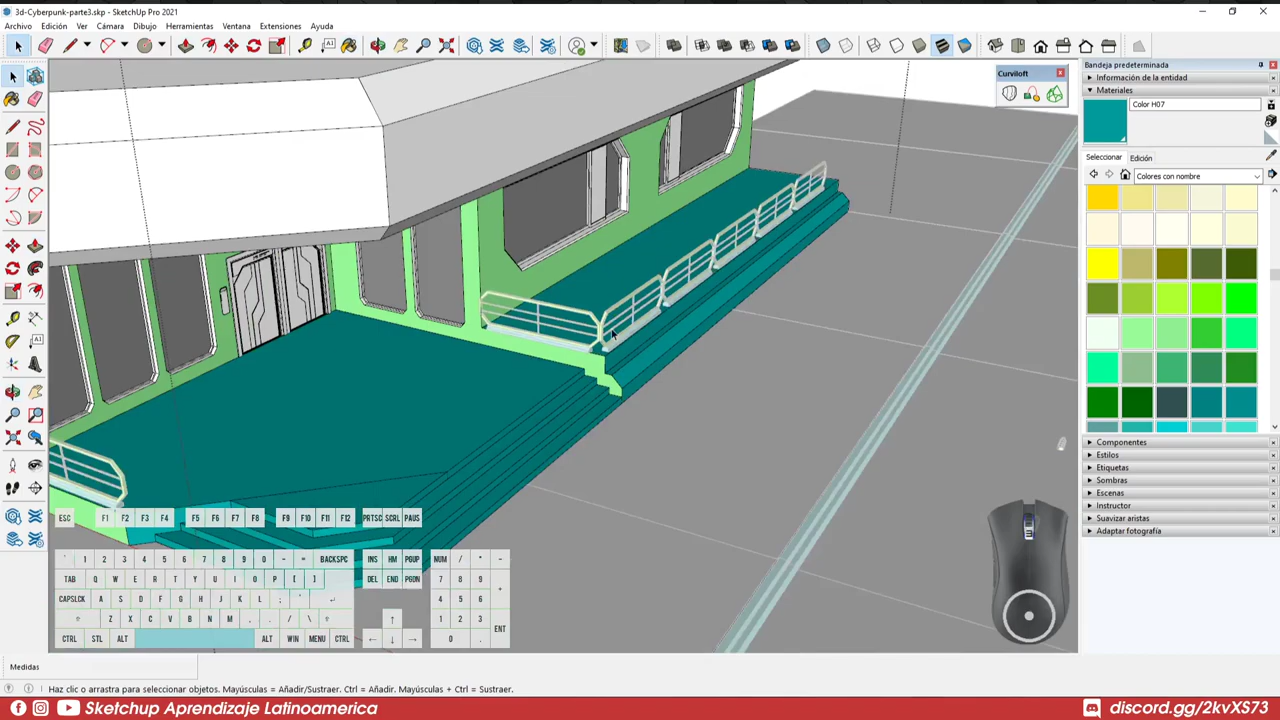 3d-Cyberpunk-parte3.skp - SketchUp Pro 2021
Archivo Edición Ver Cámara Dibujo Herramientas Ventana Extensiones Ayuda
Curviloft
Bandeja predeterminada
Información de la entidad
Materiales
Color H07
Seleccionar Edición
Colores con nombre
Componentes
Estilos
Etiquetas
Sombras
Escenas
Instructor
Suavizar aristas
Adaptar fotografía
ESC F1 F2 F3 F4 F5 F6 F7 F8 F9 F10 F11 F12 PRTSC SCRL PAUS
` 1 2 3 4 5 6 7 8 9 0 - = BACKSPC INS HM PGUP NUM / * -
TAB Q W E R T Y U I O P [ ] DEL END PGDN 7 8 9 +
CAPSLCK A S D F G H J K L ; ' ↵ 4 5 6
⇧ Z X C V B N M , . / \ ⇧ ↑ 1 2 3 ENT
CTRL STL ALT ALT WIN MENU CTRL ← ↓ → 0 .
Medidas
Haz clic o arrastra para seleccionar objetos. Mayúsculas = Añadir/Sustraer. Ctrl = Añadir. Mayúsculas + Ctrl = Sustraer.
Sketchup Aprendizaje Latinoamerica
discord.gg/2kvXS73